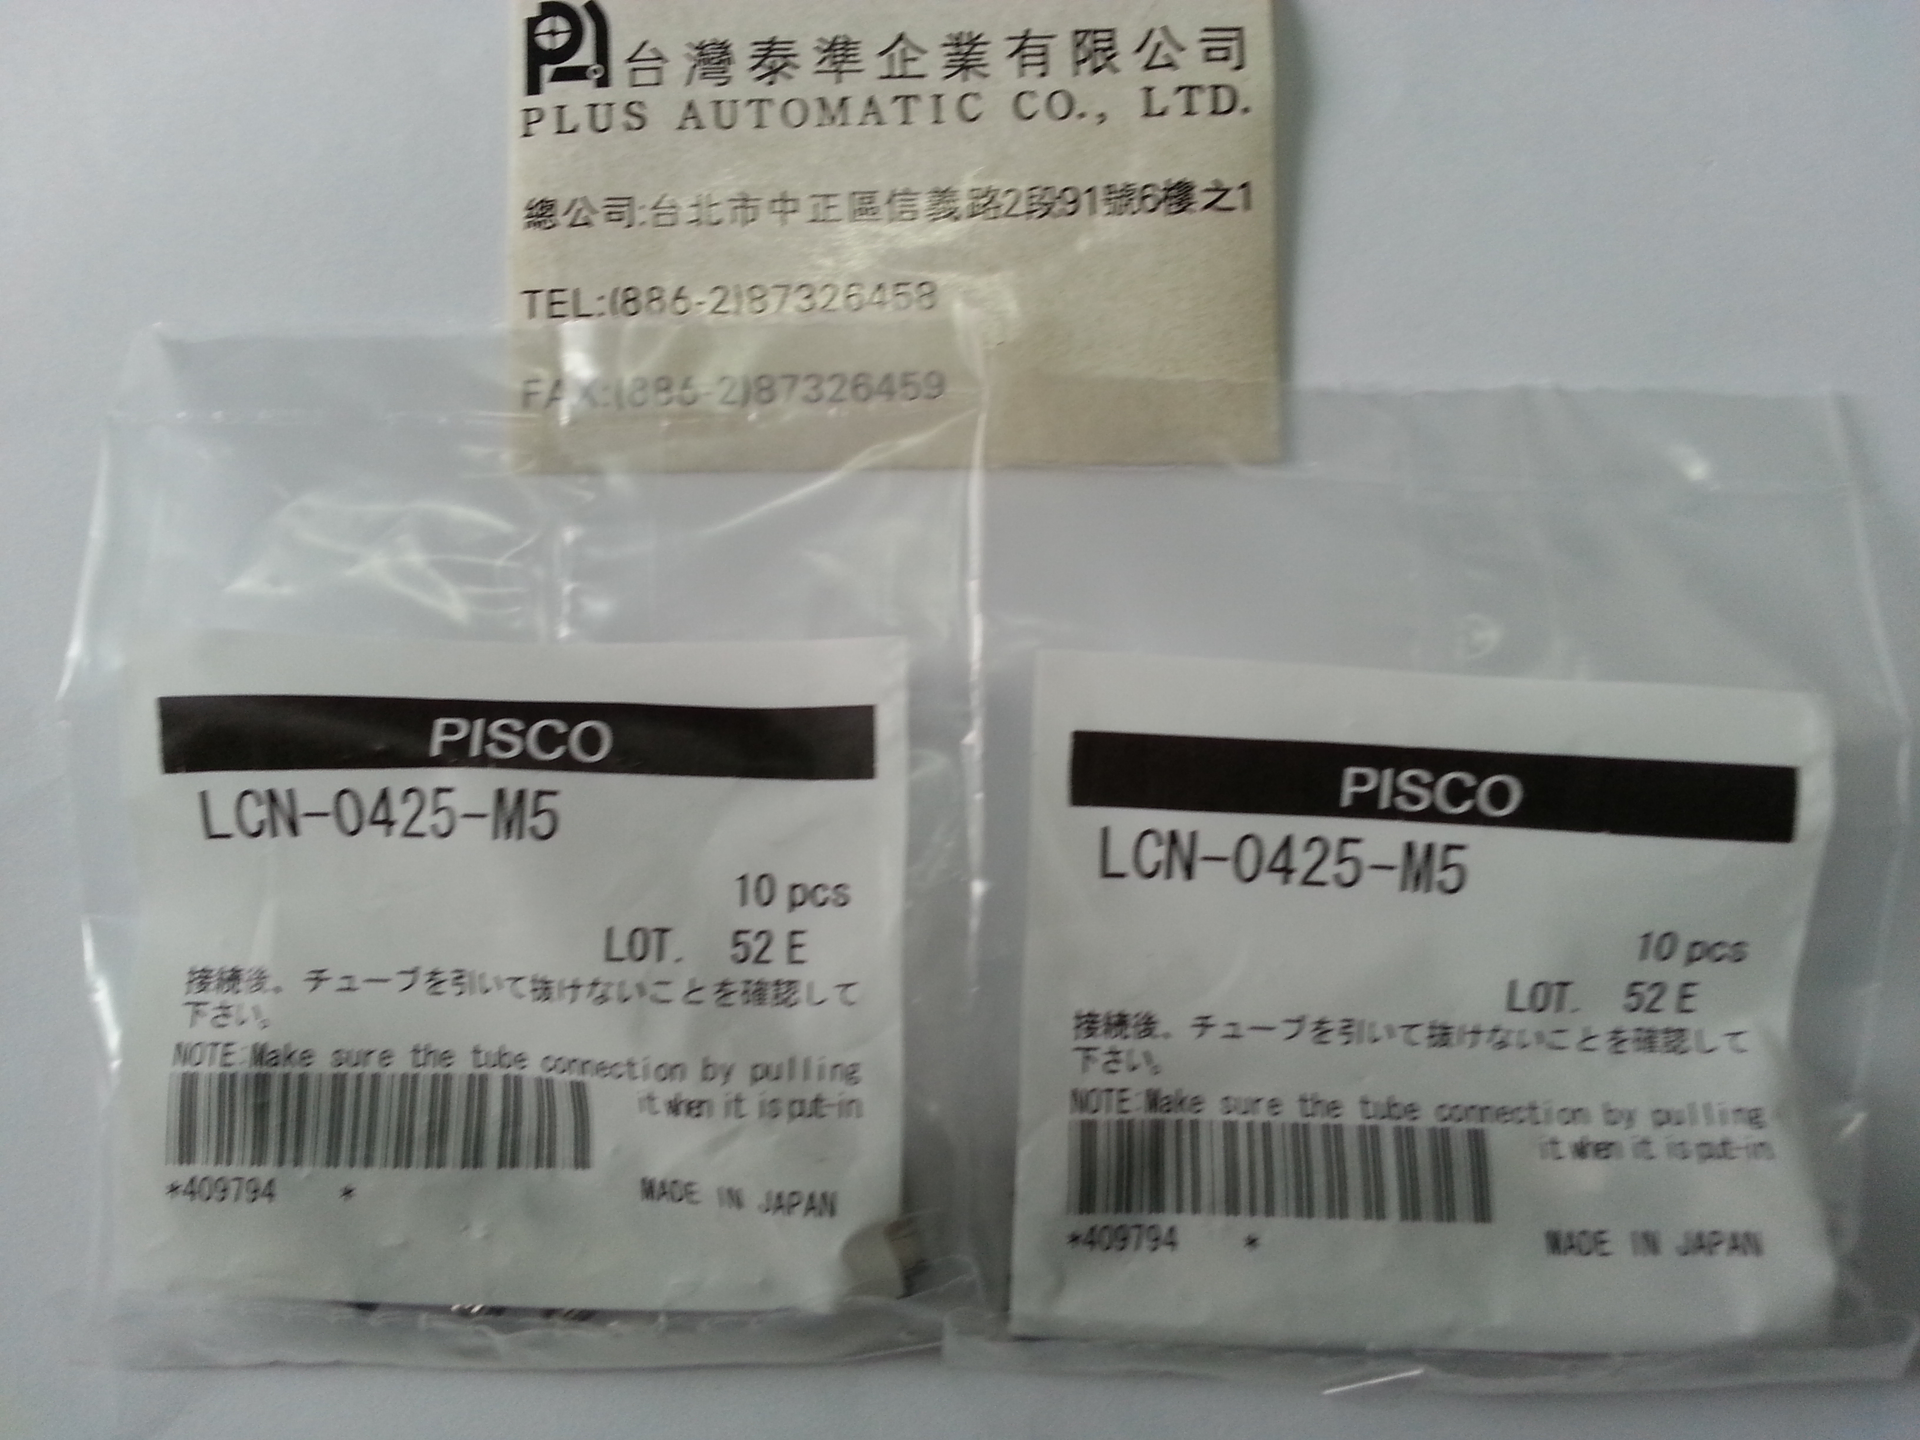 台灣泰準企業有限公司
PLUS AUTOMATIC CO., LTD.
總公司:台北市中正區信義路2段91號6樓之1
TEL:(886-2)87326458
FAX:(886-2)87326459
PISCO
LCN-0425-M5
10 pcs
LOT. 52 E
接続後。チューブを引いて抜けないことを確認して
下さい。
NOTE:Make sure the tube connection by pulling
it when it is put-in
*409794 *
MADE IN JAPAN
PISCO
LCN-0425-M5
10 pcs
LOT. 52 E
接続後。チューブを引いて抜けないことを確認して
下さい。
NOTE:Make sure the tube connection by pulling
it when it is put-in
*409794 *
MADE IN JAPAN